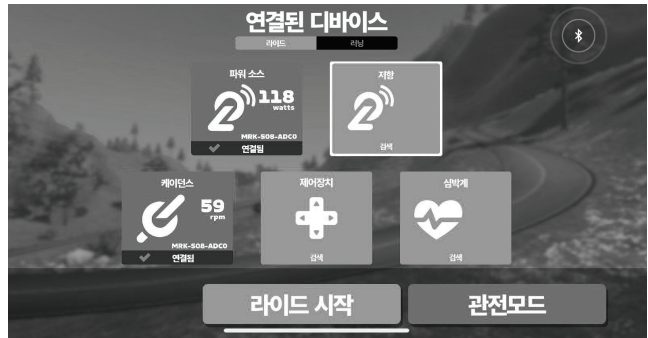 연결된 디바이스
라이드 러닝
파워 소스
118
watts
MRK-S08-ADC0
연결됨
저항
검색
케이던스
59
rpm
MRK-S08-ADC0
연결됨
제어장치
검색
심박계
검색
라이드 시작
관전모드